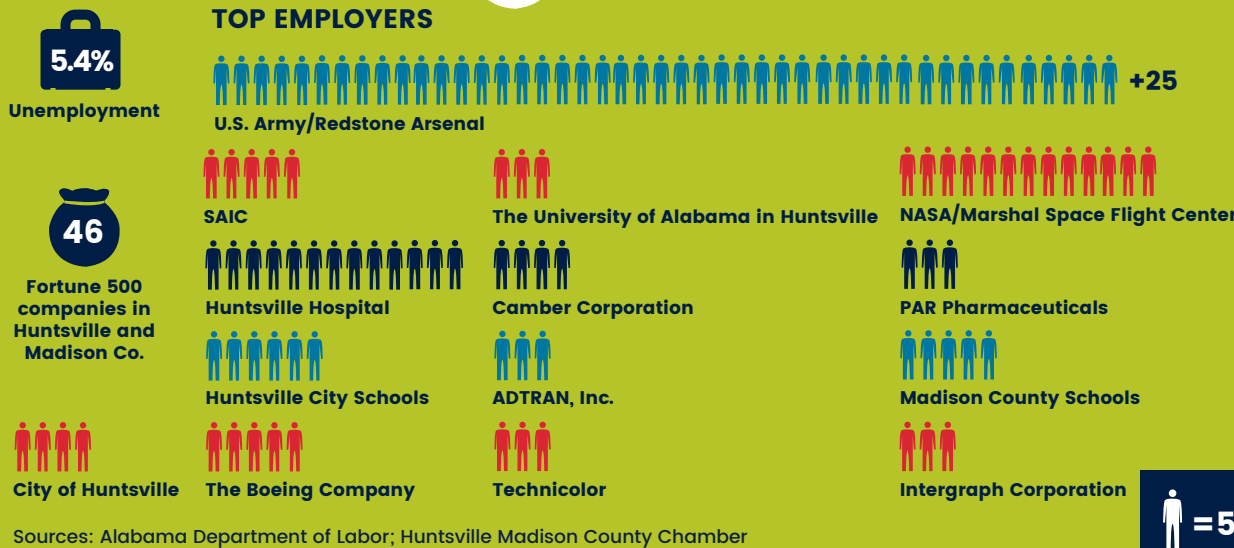 TOP EMPLOYERS
5.4%
Unemployment
+25
U.S. Army/Redstone Arsenal
SAIC
The University of Alabama in Huntsville
NASA/Marshal Space Flight Center
46
Fortune 500
companies in
Huntsville and
Madison Co.
Huntsville Hospital
Camber Corporation
PAR Pharmaceuticals
Huntsville City Schools
ADTRAN, Inc.
Madison County Schools
City of Huntsville
The Boeing Company
Technicolor
Intergraph Corporation
=5
Sources: Alabama Department of Labor; Huntsville Madison County Chamber